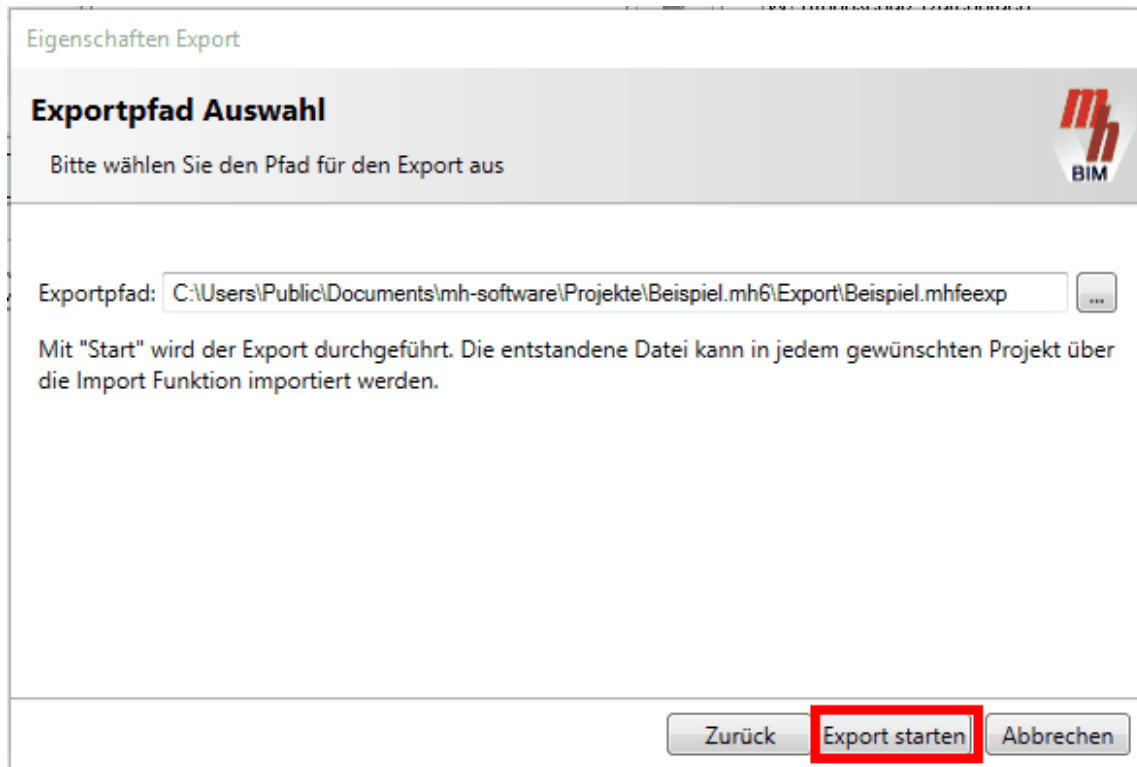 Eigenschaften Export
Exportpfad Auswahl
Bitte wählen Sie den Pfad für den Export aus
mh
BIM
Exportpfad: C:\Users\Public\Documents\mh-software\Projekte\Beispiel.mh6\Export\Beispiel.mhfeexp ...
Mit "Start" wird der Export durchgeführt. Die entstandene Datei kann in jedem gewünschten Projekt über
die Import Funktion importiert werden.
Zurück Export starten Abbrechen